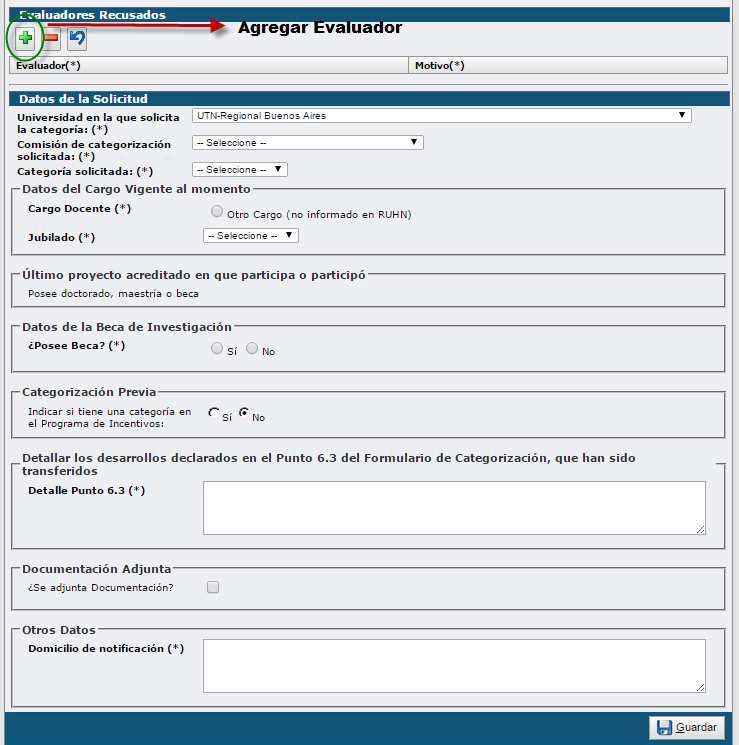 Evaluadores Recusados
Agregar Evaluador
Evaluador(*) Motivo(*)
Datos de la Solicitud
Universidad en la que solicita UTN-Regional Buenos Aires
la categoría: (*)
Comisión de categorización -- Seleccione --
solicitada: (*)
Categoría solicitada: (*) -- Seleccione --
Datos del Cargo Vigente al momento
Cargo Docente (*) Otro Cargo (no informado en RUHN)
Jubilado (*) -- Seleccione --
Último proyecto acreditado en que participa o participó
Posee doctorado, maestría o beca
Datos de la Beca de Investigación
¿Posee Beca? (*) Sí No
Categorización Previa
Indicar si tiene una categoría en Sí No
el Programa de Incentivos:
Detallar los desarrollos declarados en el Punto 6.3 del Formulario de Categorización, que han sido
transferidos
Detalle Punto 6.3 (*)
Documentación Adjunta
¿Se adjunta Documentación?
Otros Datos
Domicilio de notificación (*)
Guardar